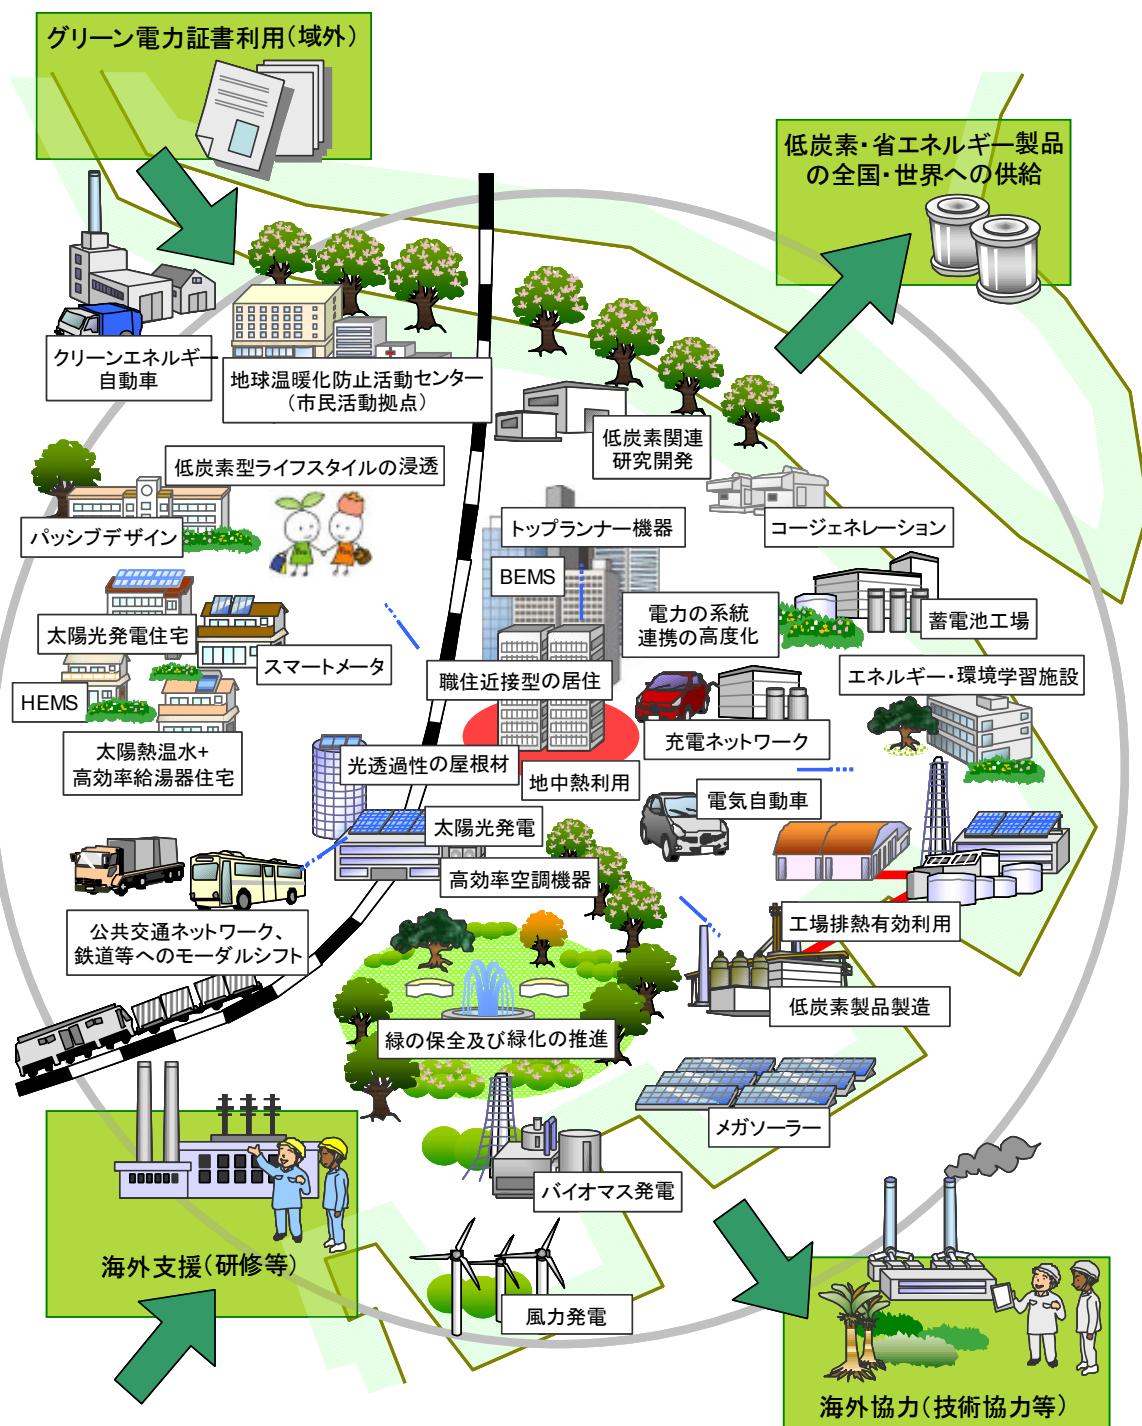 グリーン電力証書利用(域外)
低炭素・省エネルギー製品
の全国・世界への供給
クリーンエネルギー
自動車
地球温暖化防止活動センター
(市民活動拠点)
低炭素関連
研究開発
低炭素型ライフスタイルの浸透
パッシブデザイン
トップランナー機器
コージェネレーション
BEMS
電力の系統
連携の高度化
蓄電池工場
太陽光発電住宅
スマートメータ
職住近接型の居住
エネルギー・環境学習施設
HEMS
太陽熱温水+
高効率給湯器住宅
光透過性の屋根材
充電ネットワーク
地中熱利用
電気自動車
太陽光発電
高効率空調機器
公共交通ネットワーク、
鉄道等へのモーダルシフト
工場排熱有効利用
低炭素製品製造
緑の保全及び緑化の推進
メガソーラー
バイオマス発電
海外支援(研修等)
風力発電
海外協力(技術協力等)